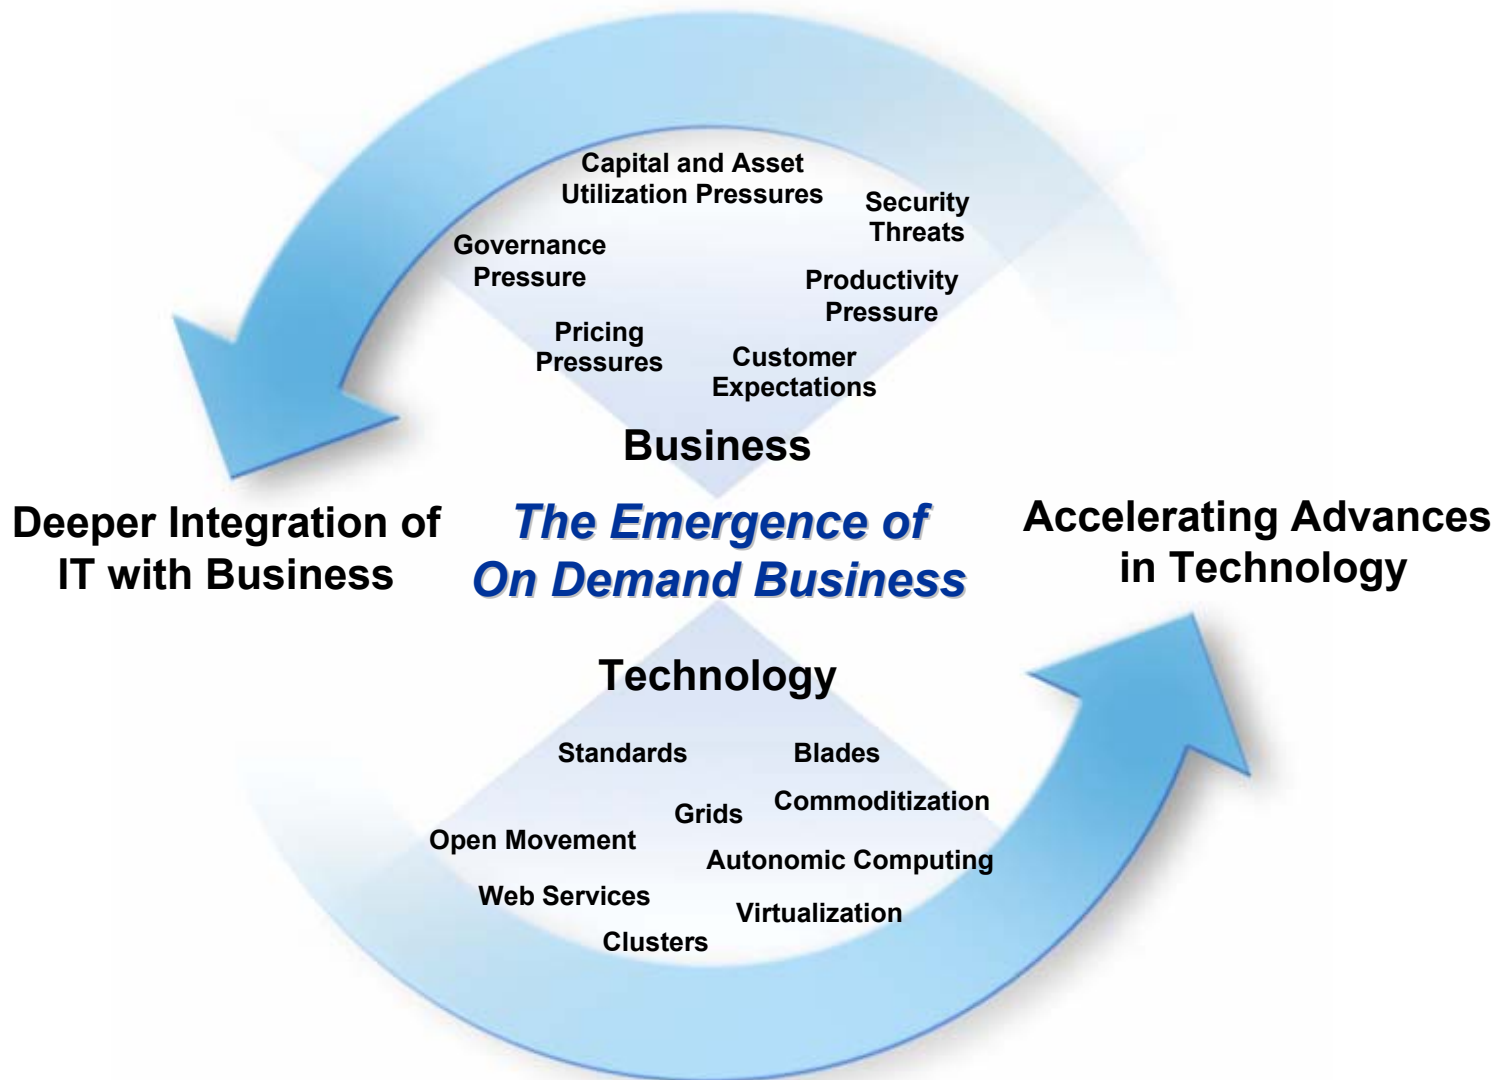 Capital and Asset
Utilization Pressures
Security
Threats
Governance
Pressure
Productivity
Pressure
Pricing
Pressures
Customer
Expectations
Business
Deeper Integration of
IT with Business
The Emergence of
On Demand Business
Accelerating Advances
in Technology
Technology
Standards
Blades
Grids
Commoditization
Open Movement
Autonomic Computing
Web Services
Virtualization
Clusters